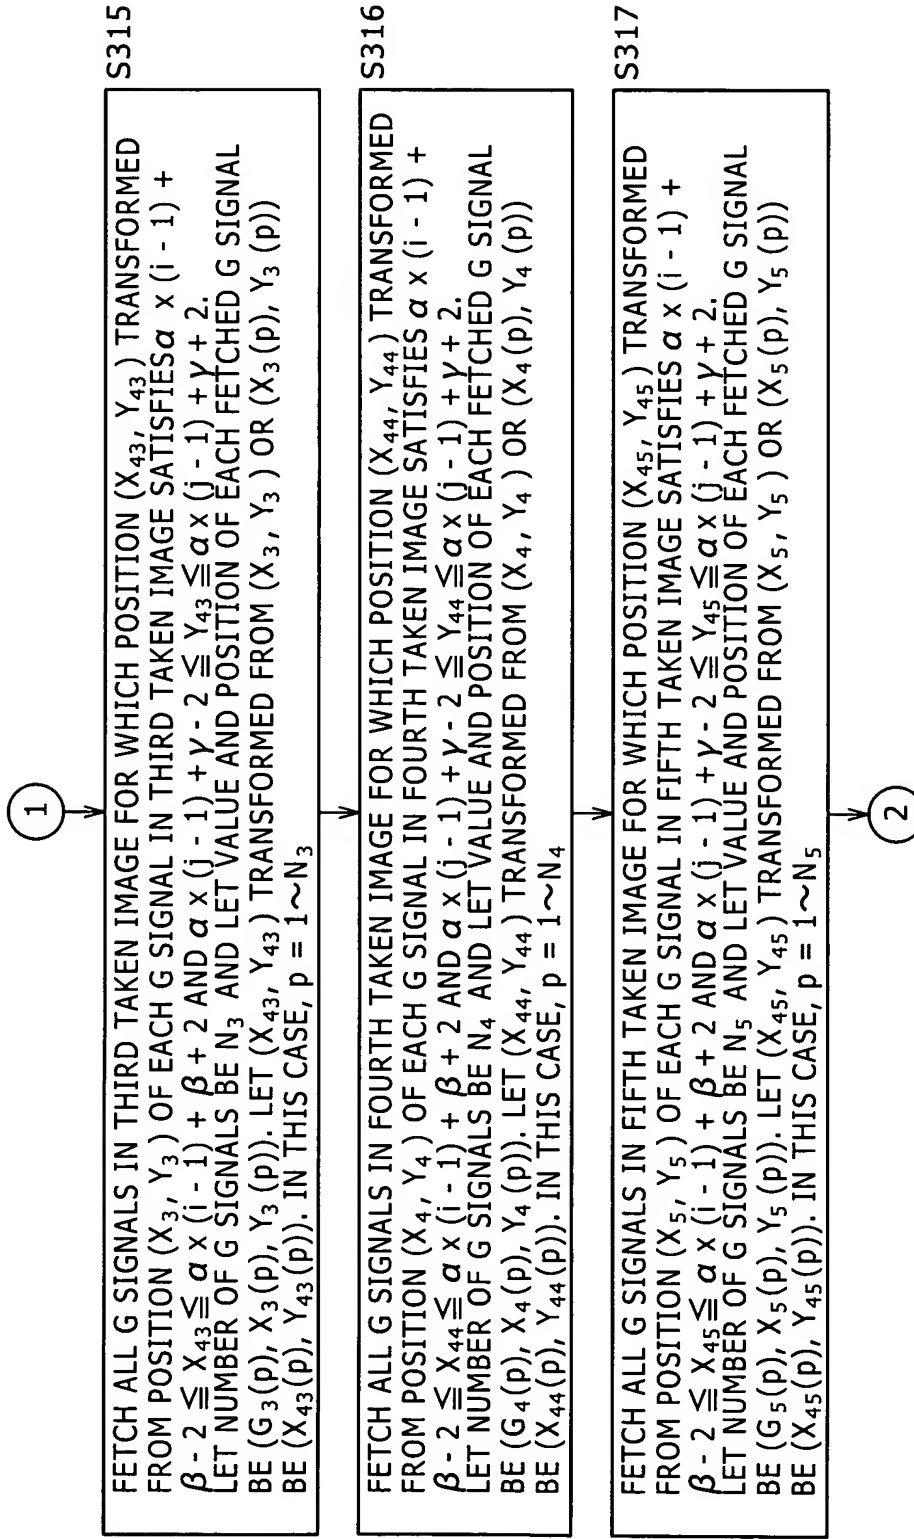 1
S315
FETCH ALL G SIGNALS IN THIRD TAKEN IMAGE FOR WHICH POSITION (X₄₃, Y₄₃) TRANSFORMED
FROM POSITION (X₃, Y₃) OF EACH G SIGNAL IN THIRD TAKEN IMAGE SATISFIES α x (i - 1) +
β - 2 ≦ X₄₃ ≦ α x (i - 1) + β + 2 AND α x (j - 1) + γ - 2 ≦ Y₄₃ ≦ α x (j - 1) + γ + 2.
LET NUMBER OF G SIGNALS BE N₃ AND LET VALUE AND POSITION OF EACH FETCHED G SIGNAL
BE (G₃(p), X₃(p), Y₃(p)). LET (X₄₃, Y₄₃) TRANSFORMED FROM (X₃, Y₃) OR (X₃(p), Y₃(p))
BE (X₄₃(p), Y₄₃(p)). IN THIS CASE, p = 1~N₃
S316
FETCH ALL G SIGNALS IN FOURTH TAKEN IMAGE FOR WHICH POSITION (X₄₄, Y₄₄) TRANSFORMED
FROM POSITION (X₄, Y₄) OF EACH G SIGNAL IN FOURTH TAKEN IMAGE SATISFIES α x (i - 1) +
β - 2 ≦ X₄₄ ≦ α x (i - 1) + β + 2 AND α x (j - 1) + γ - 2 ≦ Y₄₄ ≦ α x (j - 1) + γ + 2.
LET NUMBER OF G SIGNALS BE N₄ AND LET VALUE AND POSITION OF EACH FETCHED G SIGNAL
BE (G₄(p), X₄(p), Y₄(p)). LET (X₄₄, Y₄₄) TRANSFORMED FROM (X₄, Y₄) OR (X₄(p), Y₄(p))
BE (X₄₄(p), Y₄₄(p)). IN THIS CASE, p = 1~N₄
S317
FETCH ALL G SIGNALS IN FIFTH TAKEN IMAGE FOR WHICH POSITION (X₄₅, Y₄₅) TRANSFORMED
FROM POSITION (X₅, Y₅) OF EACH G SIGNAL IN FIFTH TAKEN IMAGE SATISFIES α x (i - 1) +
β - 2 ≦ X₄₅ ≦ α x (i - 1) + β + 2 AND α x (j - 1) + γ - 2 ≦ Y₄₅ ≦ α x (j - 1) + γ + 2.
LET NUMBER OF G SIGNALS BE N₅ AND LET VALUE AND POSITION OF EACH FETCHED G SIGNAL
BE (G₅(p), X₅(p), Y₅(p)). LET (X₄₅, Y₄₅) TRANSFORMED FROM (X₅, Y₅) OR (X₅(p), Y₅(p))
BE (X₄₅(p), Y₄₅(p)). IN THIS CASE, p = 1~N₅
2